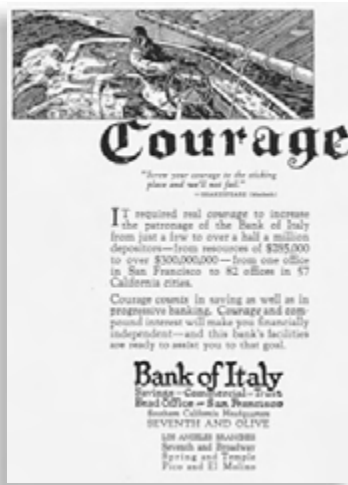 Courage
"Screw your courage to the sticking
place and we'll not fail."
—SHAKESPEARE (Macbeth)
IT required real courage to increase
the patronage of the Bank of Italy
from just a few to over a half a million
depositors—from resources of $285,000
to over $300,000,000—from one office
in San Francisco to 82 offices in 57
California cities.
Courage counts in saving as well as in
progressive banking. Courage and com-
pound interest will make you financially
independent—and this bank's facilities
are ready to assist you to that goal.
Bank of Italy
Savings—Commercial—Trust
Head Office—San Francisco
Southern California Headquarters
SEVENTH AND OLIVE
LOS ANGELES BRANCHES
Seventh and Broadway
Spring and Temple
Pico and El Molino